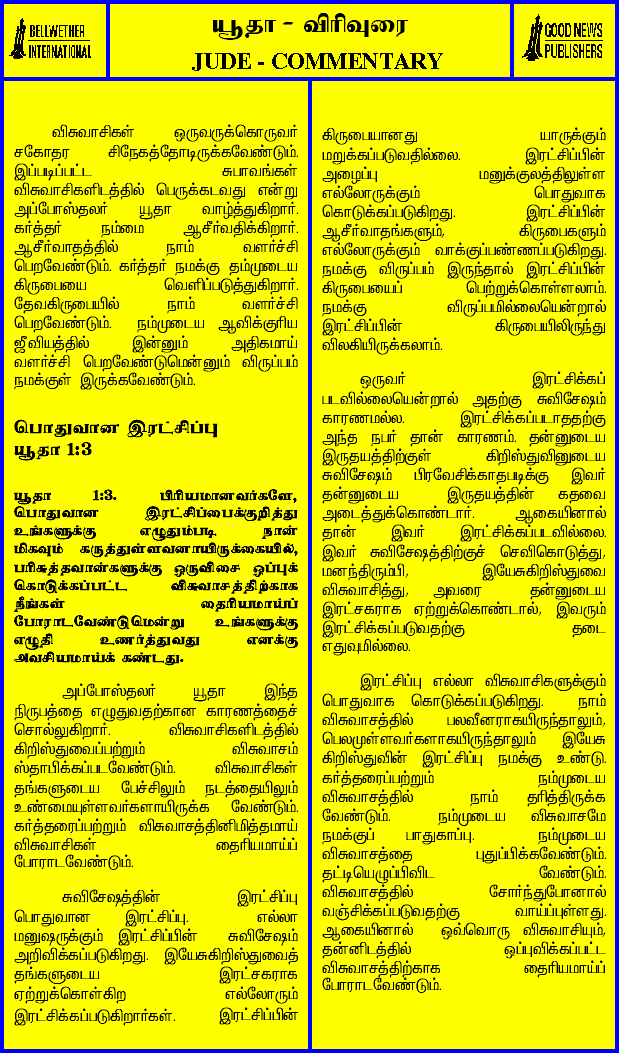 BELLWETHER
INTERNATIONAL
யூதா - விரிவுரை
JUDE - COMMENTARY
GOOD NEWS
PUBLISHERS
விசுவாசிகள் ஒருவருக்கொருவர்
சகோதர சிநேகத்தோடிருக்கவேண்டும்.
இப்படிப்பட்ட சுபாவங்கள்
விசுவாசிகளிடத்தில் பெருக்கடவது என்று
அப்போஸ்தலர் யூதா வாழ்த்துகிறார்.
கர்த்தர் நம்மை ஆசீர்வதிக்கிறார்.
ஆசீர்வாதத்தில் நாம் வளர்ச்சி
பெறவேண்டும். கர்த்தர் நமக்கு தம்முடைய
கிருபையை வெளிப்படுத்துகிறார்.
தேவகிருபையில் நாம் வளர்ச்சி
பெறவேண்டும். நம்முடைய ஆவிக்குரிய
ஜீவியத்தில் இன்னும் அதிகமாய்
வளர்ச்சி பெறவேண்டுமென்னும் விருப்பம்
நமக்குள் இருக்கவேண்டும்.
பொதுவான இரட்சிப்பு
யூதா 1:3
யூதா 1:3. பிரியமானவர்களே,
பொதுவான இரட்சிப்பைக்குறித்து
உங்களுக்கு எழுதும்படி நான்
மிகவும் கருத்துள்ளவனாயிருக்கையில்,
பரிசுத்தவான்களுக்கு ஒருவிசை ஒப்புக்
கொடுக்கப்பட்ட விசுவாசத்திற்காக
நீங்கள் தைரியமாய்ப்
போராடவேண்டுமென்று உங்களுக்கு
எழுதி உணர்த்துவது எனக்கு
அவசியமாய்க் கண்டது.
அப்போஸ்தலர் யூதா இந்த
நிருபத்தை எழுதுவதற்கான காரணத்தைச்
சொல்லுகிறார். விசுவாசிகளிடத்தில்
கிறிஸ்துவைப்பற்றும் விசுவாசம்
ஸ்தாபிக்கப்படவேண்டும். விசுவாசிகள்
தங்களுடைய பேச்சிலும் நடத்தையிலும்
உண்மையுள்ளவர்களாயிருக்க வேண்டும்.
கர்த்தரைப்பற்றும் விசுவாசத்தினிமித்தமாய்
விசுவாசிகள் தைரியமாய்ப்
போராடவேண்டும்.
சுவிசேஷத்தின் இரட்சிப்பு
பொதுவான இரட்சிப்பு. எல்லா
மனுஷருக்கும் இரட்சிப்பின் சுவிசேஷம்
அறிவிக்கப்படுகிறது. இயேசுகிறிஸ்துவைத்
தங்களுடைய இரட்சகராக
ஏற்றுக்கொள்கிற எல்லோரும்
இரட்சிக்கப்படுகிறார்கள். இரட்சிப்பின்
கிருபையானது யாருக்கும்
மறுக்கப்படுவதில்லை. இரட்சிப்பின்
அழைப்பு மனுக்குலத்திலுள்ள
எல்லோருக்கும் பொதுவாக
கொடுக்கப்படுகிறது. இரட்சிப்பின்
ஆசீர்வாதங்களும், கிருபைகளும்
எல்லோருக்கும் வாக்குப்பண்ணப்படுகிறது.
நமக்கு விருப்பம் இருந்தால் இரட்சிப்பின்
கிருபையைப் பெற்றுக்கொள்ளலாம்.
நமக்கு விருப்பமில்லையென்றால்
இரட்சிப்பின் கிருபையிலிருந்து
விலகியிருக்கலாம்.
ஒருவர் இரட்சிக்கப்
படவில்லையென்றால் அதற்கு சுவிசேஷம்
காரணமல்ல. இரட்சிக்கப்படாததற்கு
அந்த நபர் தான் காரணம். தன்னுடைய
இருதயத்திற்குள் கிறிஸ்துவினுடைய
சுவிசேஷம் பிரவேசிக்காதபடிக்கு இவர்
தன்னுடைய இருதயத்தின் கதவை
அடைத்துக்கொண்டார். ஆகையினால்
தான் இவர் இரட்சிக்கப்படவில்லை.
இவர் சுவிசேஷத்திற்குச் செவிகொடுத்து,
மனந்திரும்பி, இயேசுகிறிஸ்துவை
விசுவாசித்து, அவரை தன்னுடைய
இரட்சகராக ஏற்றுக்கொண்டால், இவரும்
இரட்சிக்கப்படுவதற்கு தடை
எதுவுமில்லை.
இரட்சிப்பு எல்லா விசுவாசிகளுக்கும்
பொதுவாக கொடுக்கப்படுகிறது. நாம்
விசுவாசத்தில் பலவீனராகயிருந்தாலும்,
பெலமுள்ளவர்களாகயிருந்தாலும் இயேசு
கிறிஸ்துவின் இரட்சிப்பு நமக்கு உண்டு.
கர்த்தரைப்பற்றும் நம்முடைய
விசுவாசத்தில் நாம் தரித்திருக்க
வேண்டும். நம்முடைய விசுவாசமே
நமக்குப் பாதுகாப்பு. நம்முடைய
விசுவாசத்தை புதுப்பிக்கவேண்டும்.
தட்டியெழுப்பிவிட வேண்டும்.
விசுவாசத்தில் சோர்ந்துபோனால்
வஞ்சிக்கப்படுவதற்கு வாய்ப்புள்ளது.
ஆகையினால் ஒவ்வொரு விசுவாசியும்,
தன்னிடத்தில் ஒப்புவிக்கப்பட்ட
விசுவாசத்திற்காக தைரியமாய்ப்
போராடவேண்டும்.